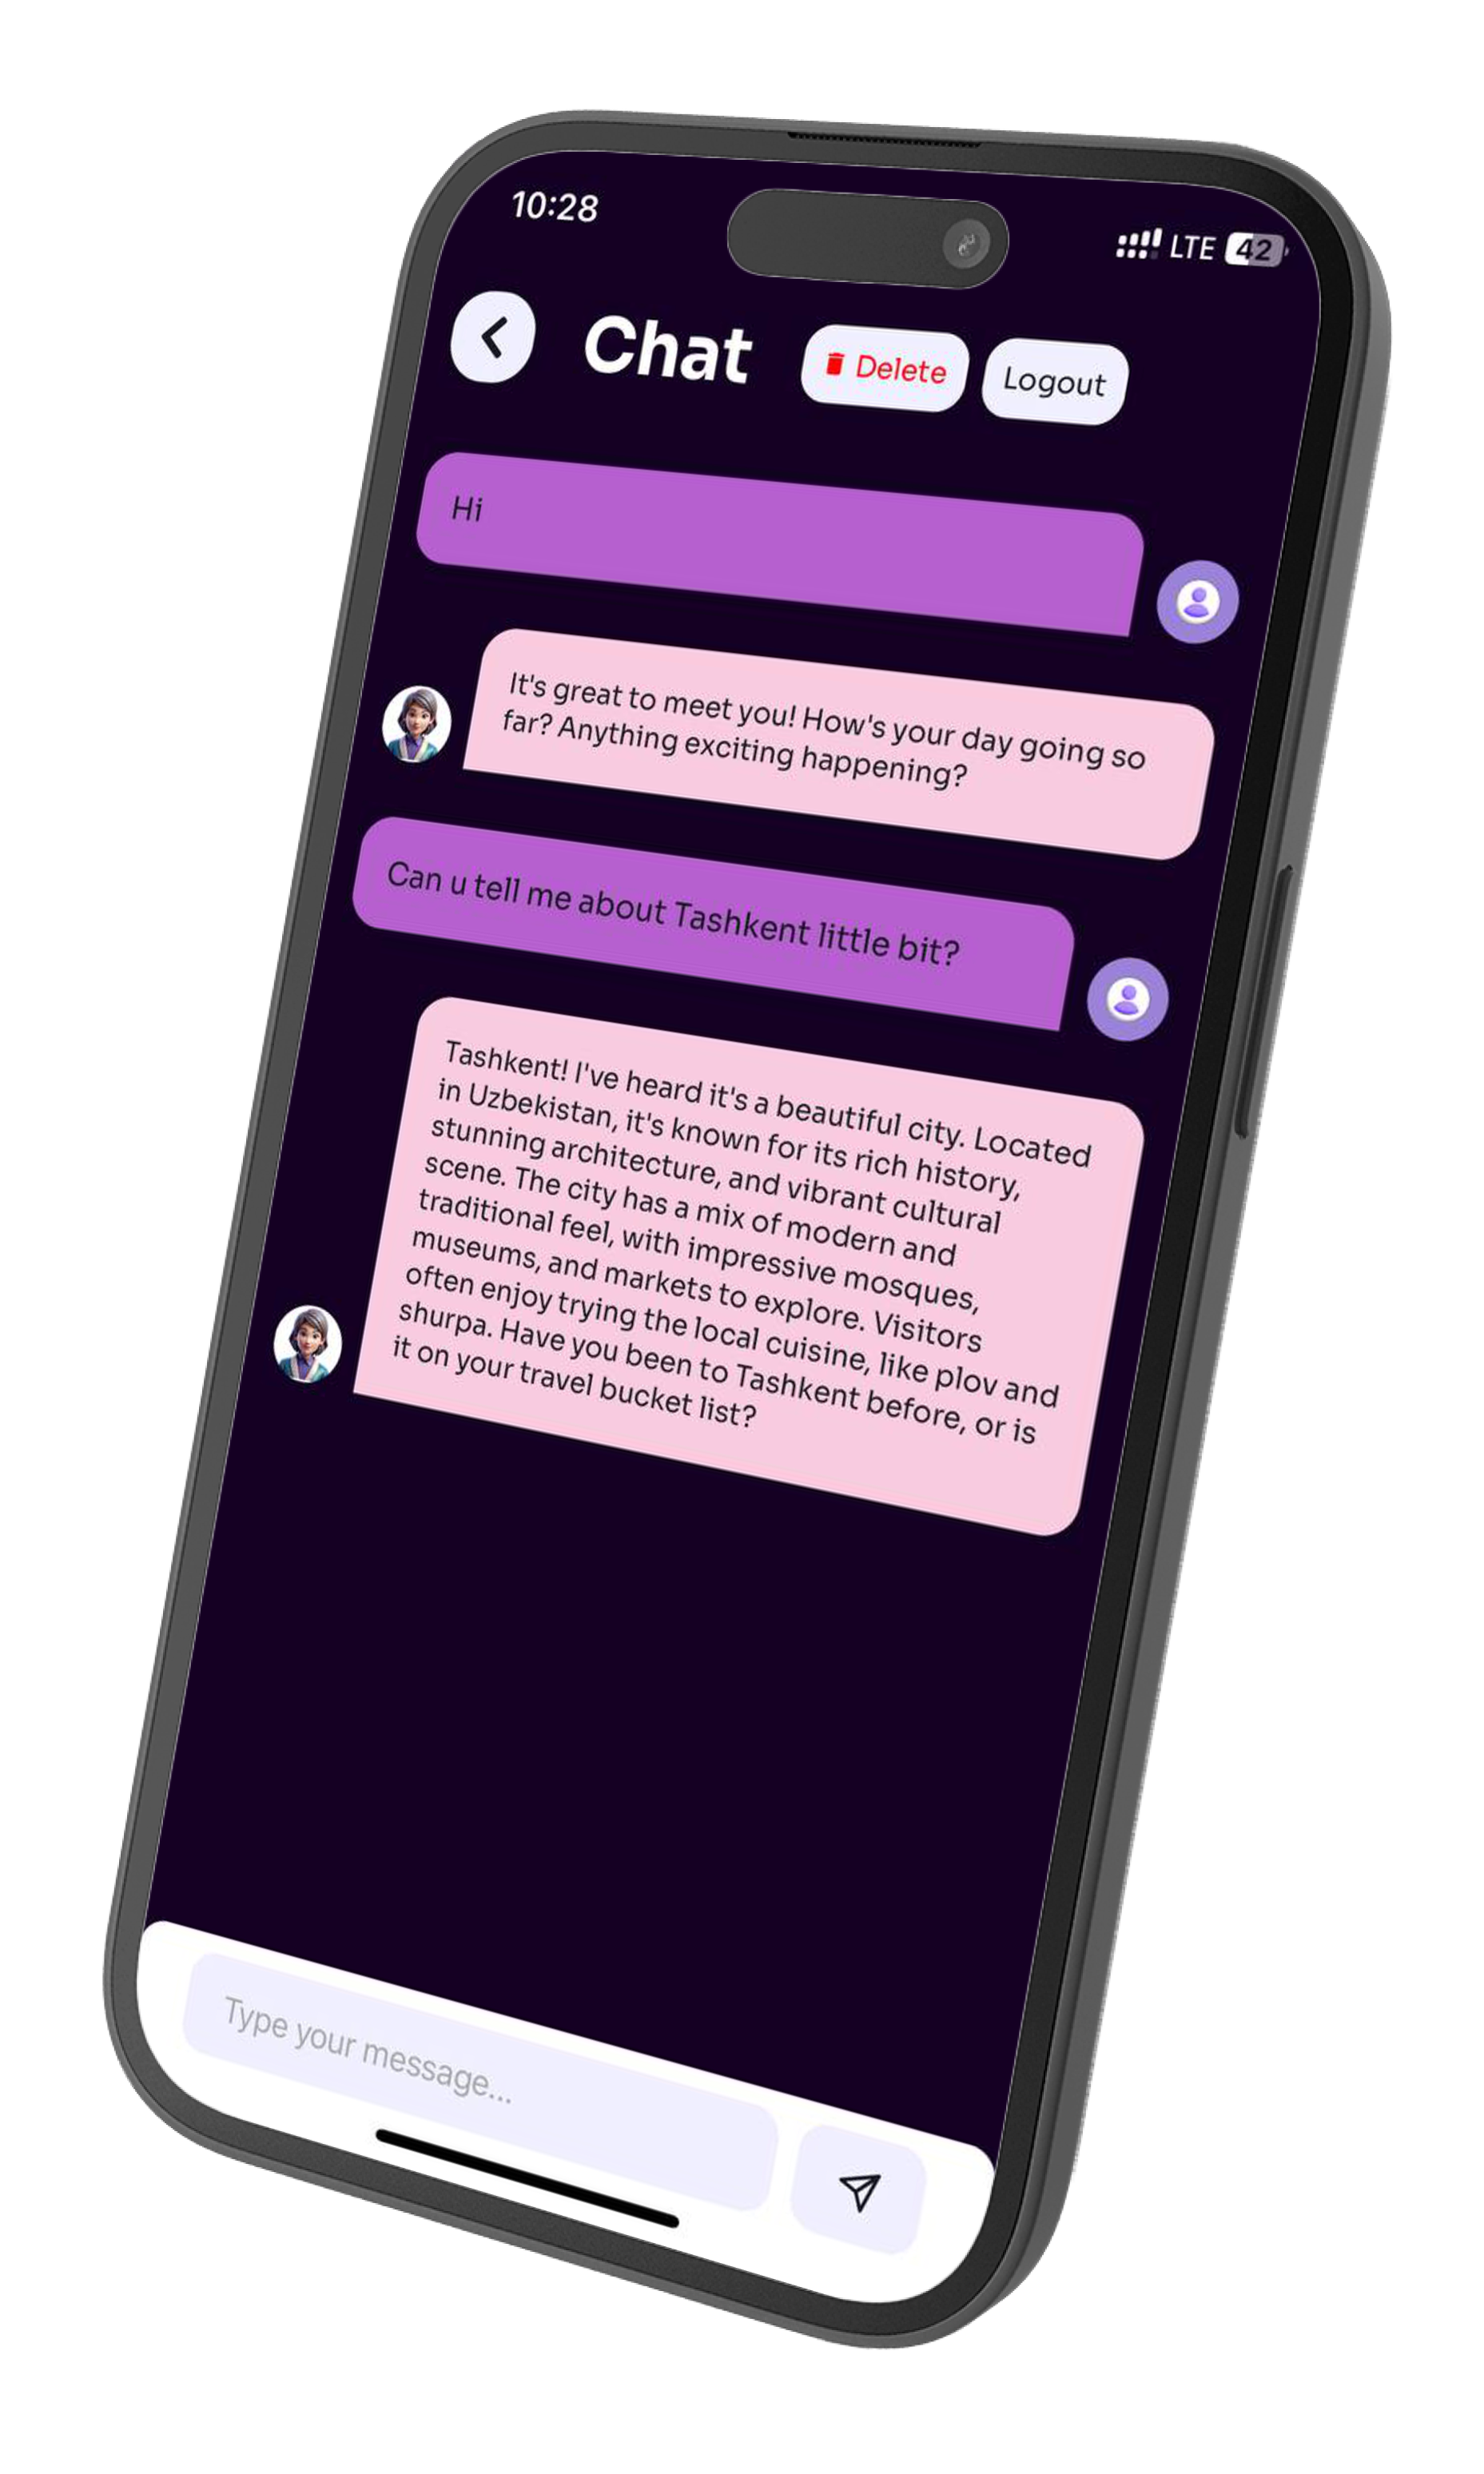 10:28
LTE 42
Chat
Delete
Logout
Hi
It's great to meet you! How's your day going so
far? Anything exciting happening?
Can u tell me about Tashkent little bit?
Tashkent! I've heard it's a beautiful city. Located
in Uzbekistan, it's known for its rich history,
stunning architecture, and vibrant cultural
scene. The city has a mix of modern and
traditional feel, with impressive mosques,
museums, and markets to explore. Visitors
often enjoy trying the local cuisine, like plov and
shurpa. Have you been to Tashkent before, or is
it on your travel bucket list?
Type your message...